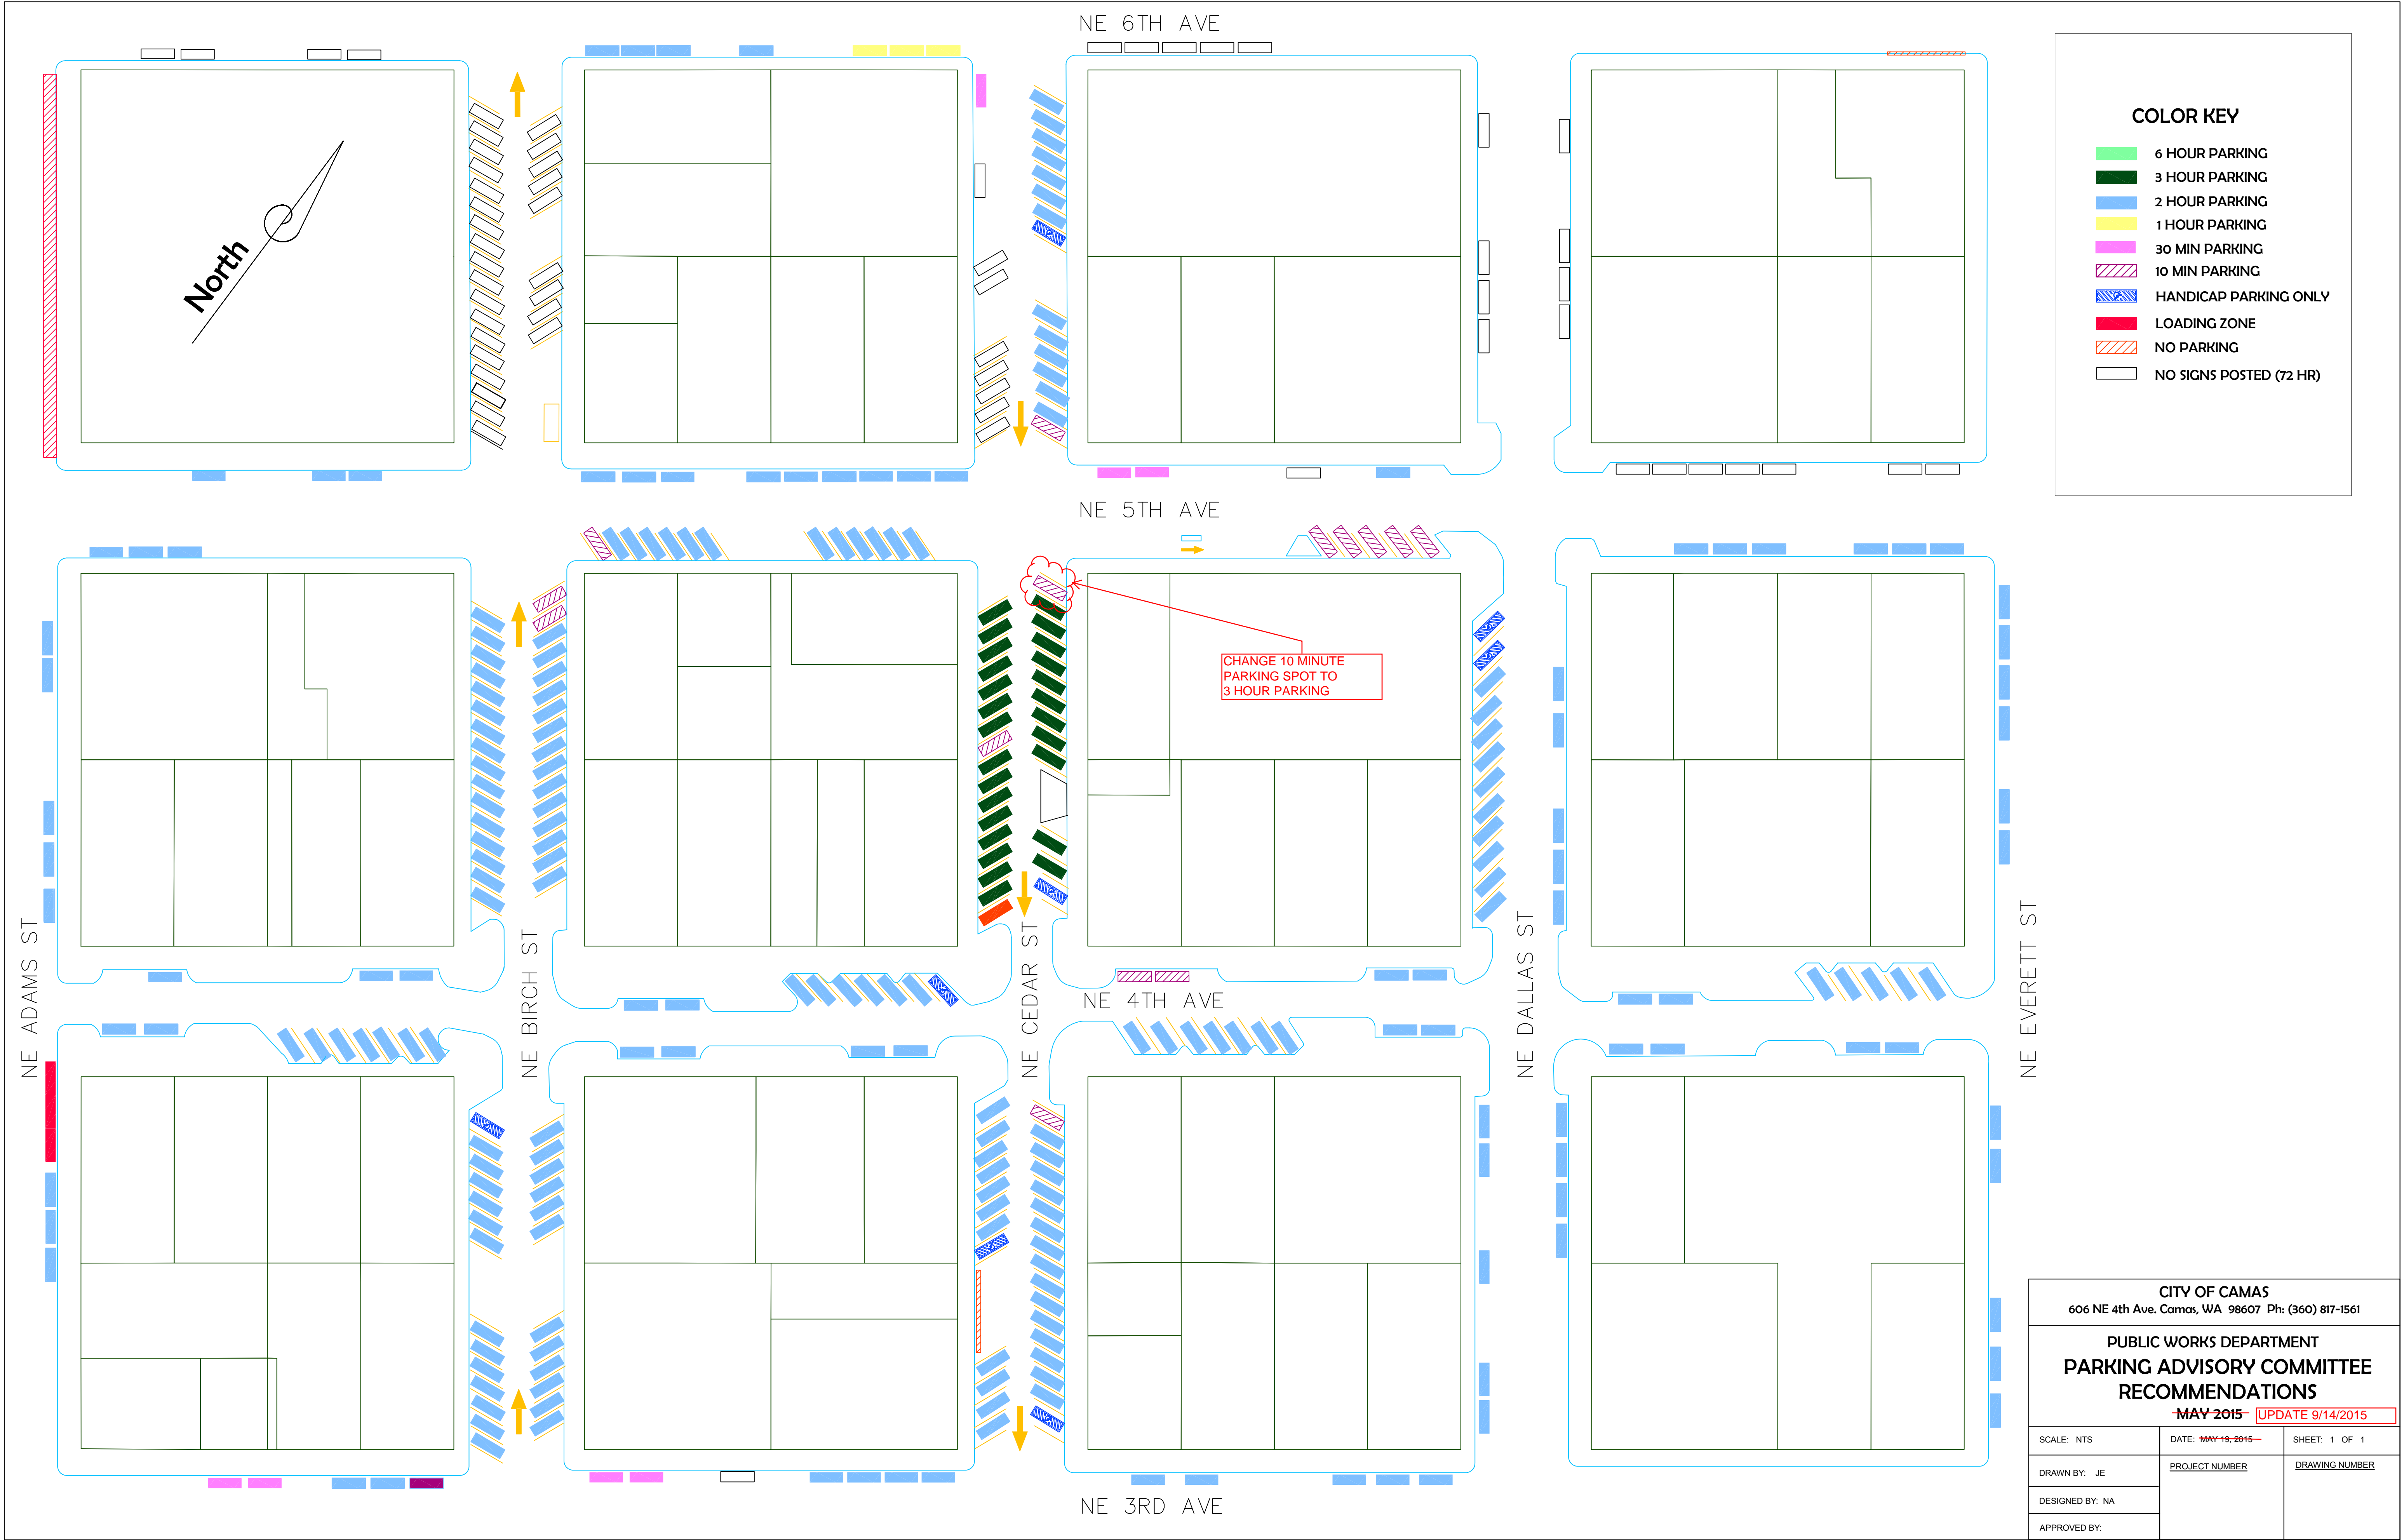 NE 6TH AVE
North
COLOR KEY
6 HOUR PARKING
3 HOUR PARKING
2 HOUR PARKING
1 HOUR PARKING
30 MIN PARKING
10 MIN PARKING
HANDICAP PARKING ONLY
LOADING ZONE
NO PARKING
NO SIGNS POSTED (72 HR)
NE 5TH AVE
CHANGE 10 MINUTE
PARKING SPOT TO
3 HOUR PARKING
NE ADAMS ST
NE BIRCH ST
NE CEDAR ST
NE 4TH AVE
NE DALLAS ST
NE EVERETT ST
NE 3RD AVE
CITY OF CAMAS
606 NE 4th Ave. Camas, WA 98607 Ph: (360) 817-1561
PUBLIC WORKS DEPARTMENT
PARKING ADVISORY COMMITTEE
RECOMMENDATIONS
MAY 2015 UPDATE 9/14/2015
SCALE: NTS
DATE: MAY 19, 2015
SHEET: 1 OF 1
DRAWN BY: JE
PROJECT NUMBER
DRAWING NUMBER
DESIGNED BY: NA
APPROVED BY: